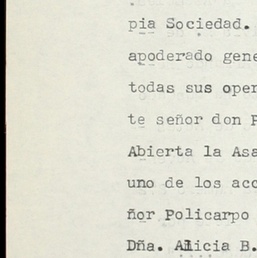 pia Sociedad.
apoderado gene
todas sus oper
te señor don P
Abierta la Asa
uno de los acc
ñor Policarpo
Dña. Alicia B.